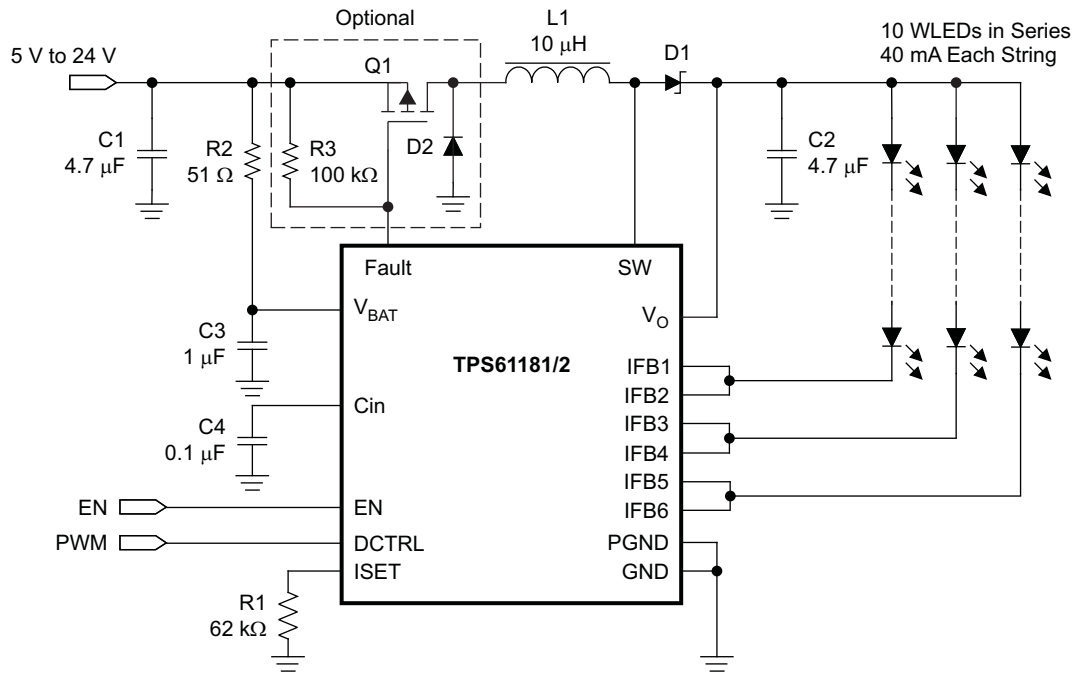 Optional
L1
10 μH
10 WLEDs in Series
40 mA Each String
5 V to 24 V
Q1
D1
C1
4.7 μF
R2
51 Ω
R3
100 kΩ
D2
C2
4.7 μF
Fault
SW
VBAT
VO
C3
1 μF
TPS61181/2
IFB1
IFB2
Cin
C4
0.1 μF
IFB3
IFB4
IFB5
IFB6
EN
EN
PWM
DCTRL
PGND
ISET
GND
R1
62 kΩ